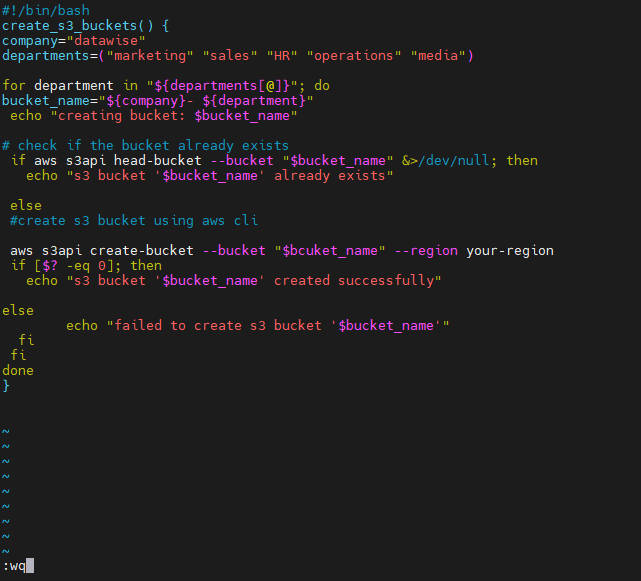 #!/bin/bash
create_s3_buckets() {
company="datawise"
departments=("marketing" "sales" "HR" "operations" "media")
for department in "${departments[@]}"; do
bucket_name="${company}- ${department}"
 echo "creating bucket: $bucket_name"
# check if the bucket already exists
 if aws s3api head-bucket --bucket "$bucket_name" &>/dev/null; then
   echo "s3 bucket '$bucket_name' already exists"
 else
 #create s3 bucket using aws cli
 aws s3api create-bucket --bucket "$bcuket_name" --region your-region
 if [$? -eq 0]; then
   echo "s3 bucket '$bucket_name' created successfully"
else
        echo "failed to create s3 bucket '$bucket_name'"
  fi
 fi
done
}
~
~
~
~
~
~
~
~
~
:wq